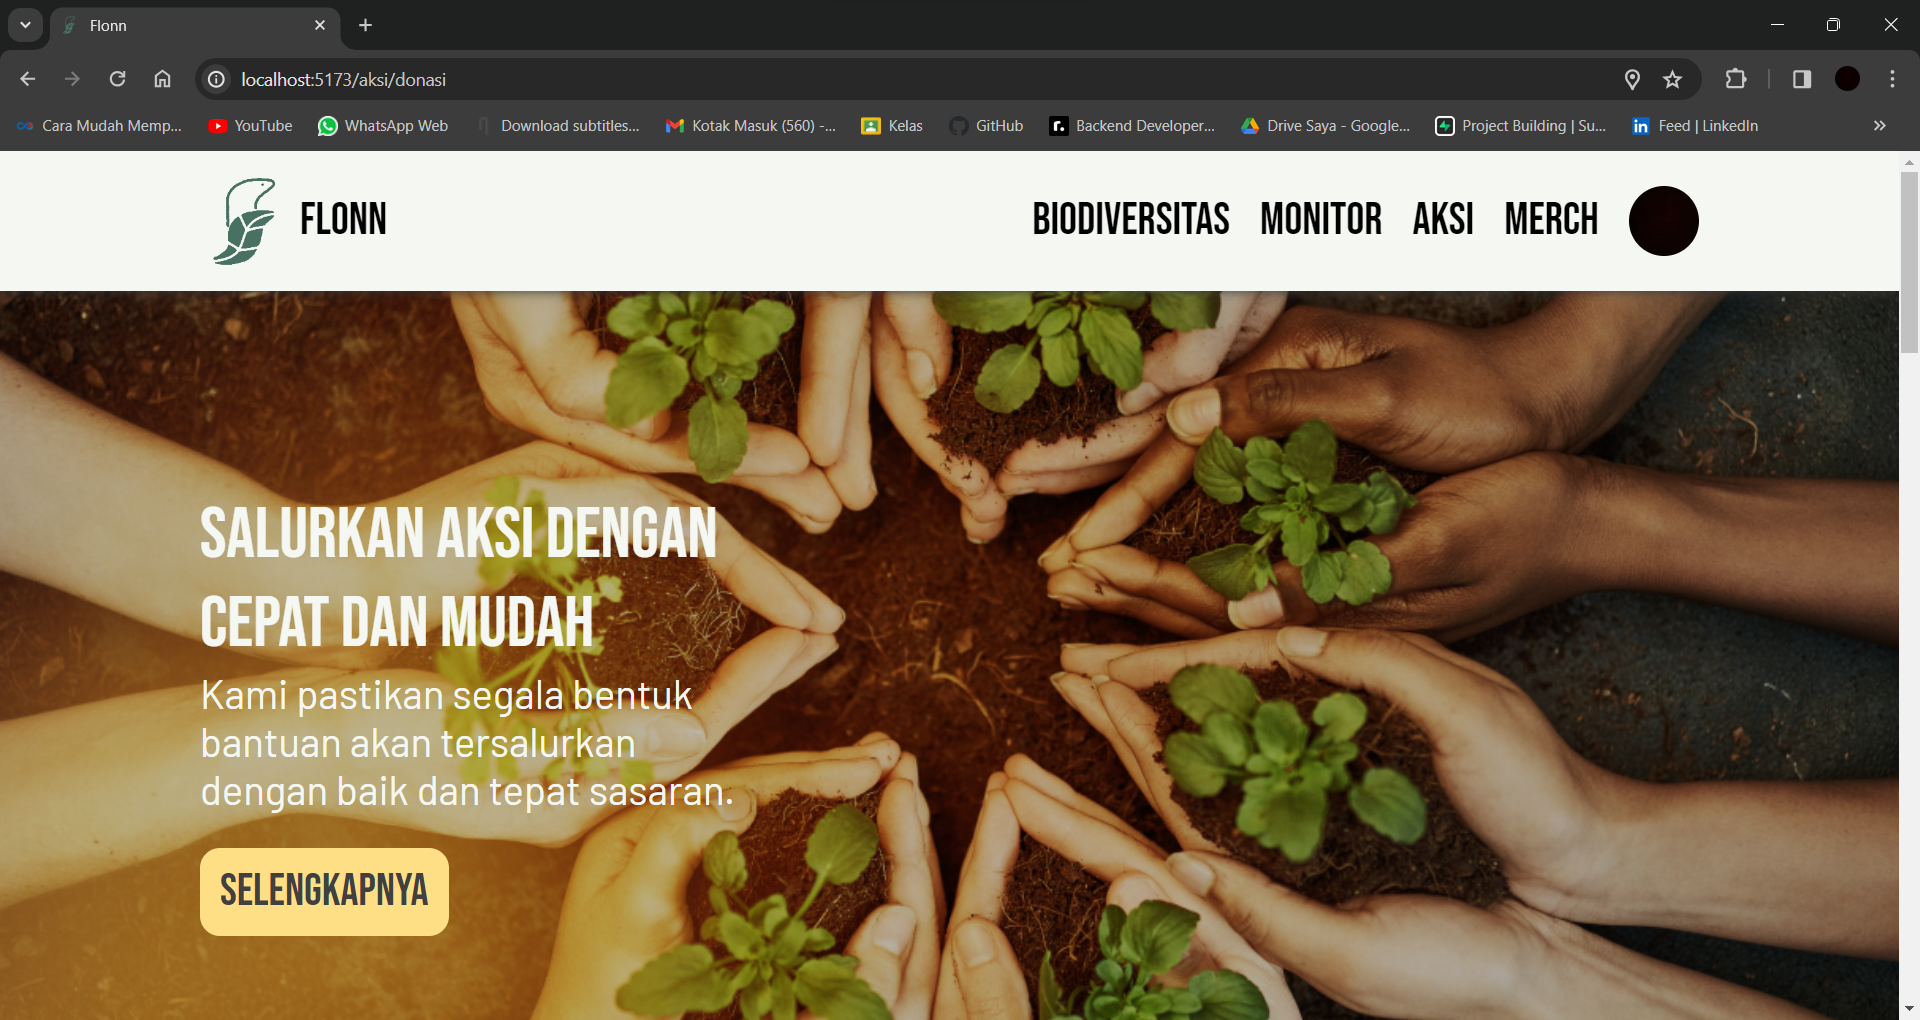 Flonn
localhost:5173/aksi/donasi
Cara Mudah Memp...
YouTube
WhatsApp Web
Download subtitles...
Kotak Masuk (560) -...
Kelas
GitHub
Backend Developer...
Drive Saya - Google...
Project Building | Su...
Feed | LinkedIn
FLONN
BIODIVERSITAS MONITOR AKSI MERCH
SALURKAN AKSI DENGAN
CEPAT DAN MUDAH
Kami pastikan segala bentuk
bantuan akan tersalurkan
dengan baik dan tepat sasaran.
SELENGKAPNYA